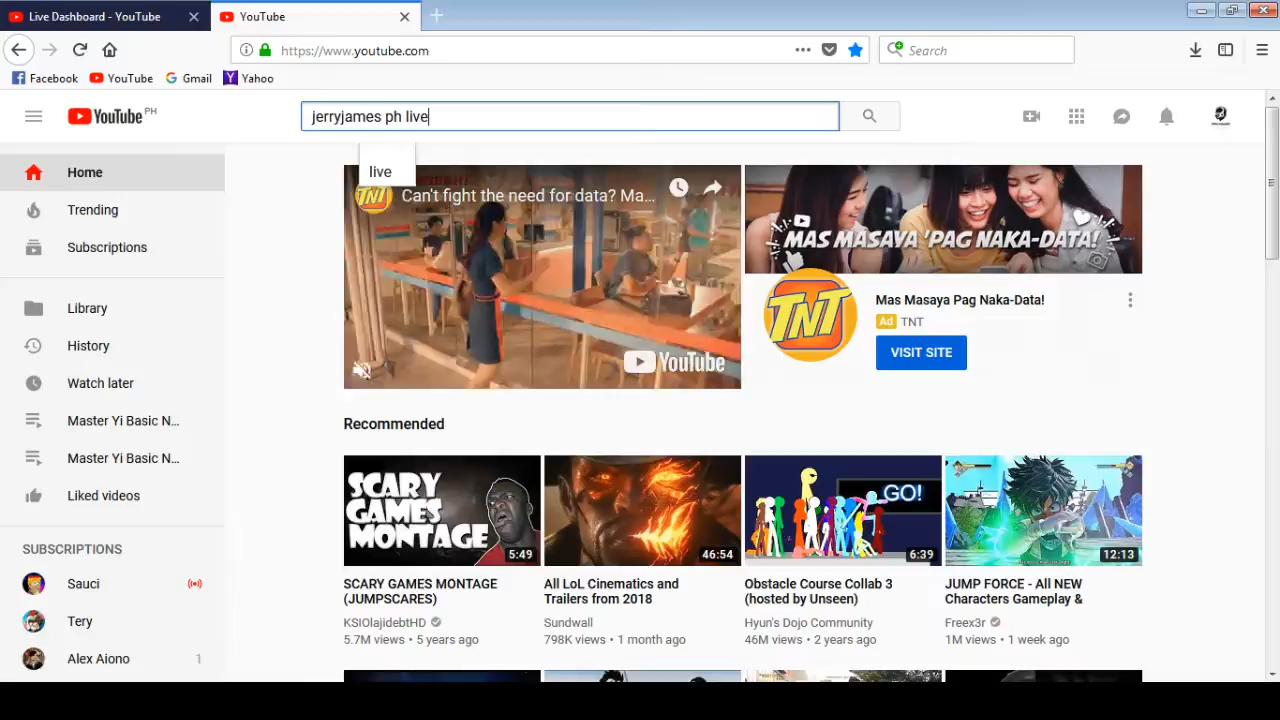 Live Dashboard - YouTube
YouTube
https://www.youtube.com
Search
Facebook
YouTube
Gmail
Yahoo
YouTube PH
jerryjames ph live
live
Home
Trending
Subscriptions
Library
History
Watch later
Master Yi Basic N...
Master Yi Basic N...
Liked videos
SUBSCRIPTIONS
Sauci
Tery
Alex Aiono 1
TNT
Can't fight the need for data? Ma...
YouTube
MAS MASAYA 'PAG NAKA-DATA!
TNT
Mas Masaya Pag Naka-Data!
Ad TNT
VISIT SITE
Recommended
SCARY
GAMES
MONTAGE
5:49
46:54
GO!
6:39
12:13
SCARY GAMES MONTAGE
(JUMPSCARES)
KSIOlajidebtHD
5.7M views • 5 years ago
All LoL Cinematics and
Trailers from 2018
Sundwall
798K views • 1 month ago
Obstacle Course Collab 3
(hosted by Unseen)
Hyun's Dojo Community
46M views • 2 years ago
JUMP FORCE - All NEW
Characters Gameplay &
Freex3r
1M views • 1 week ago